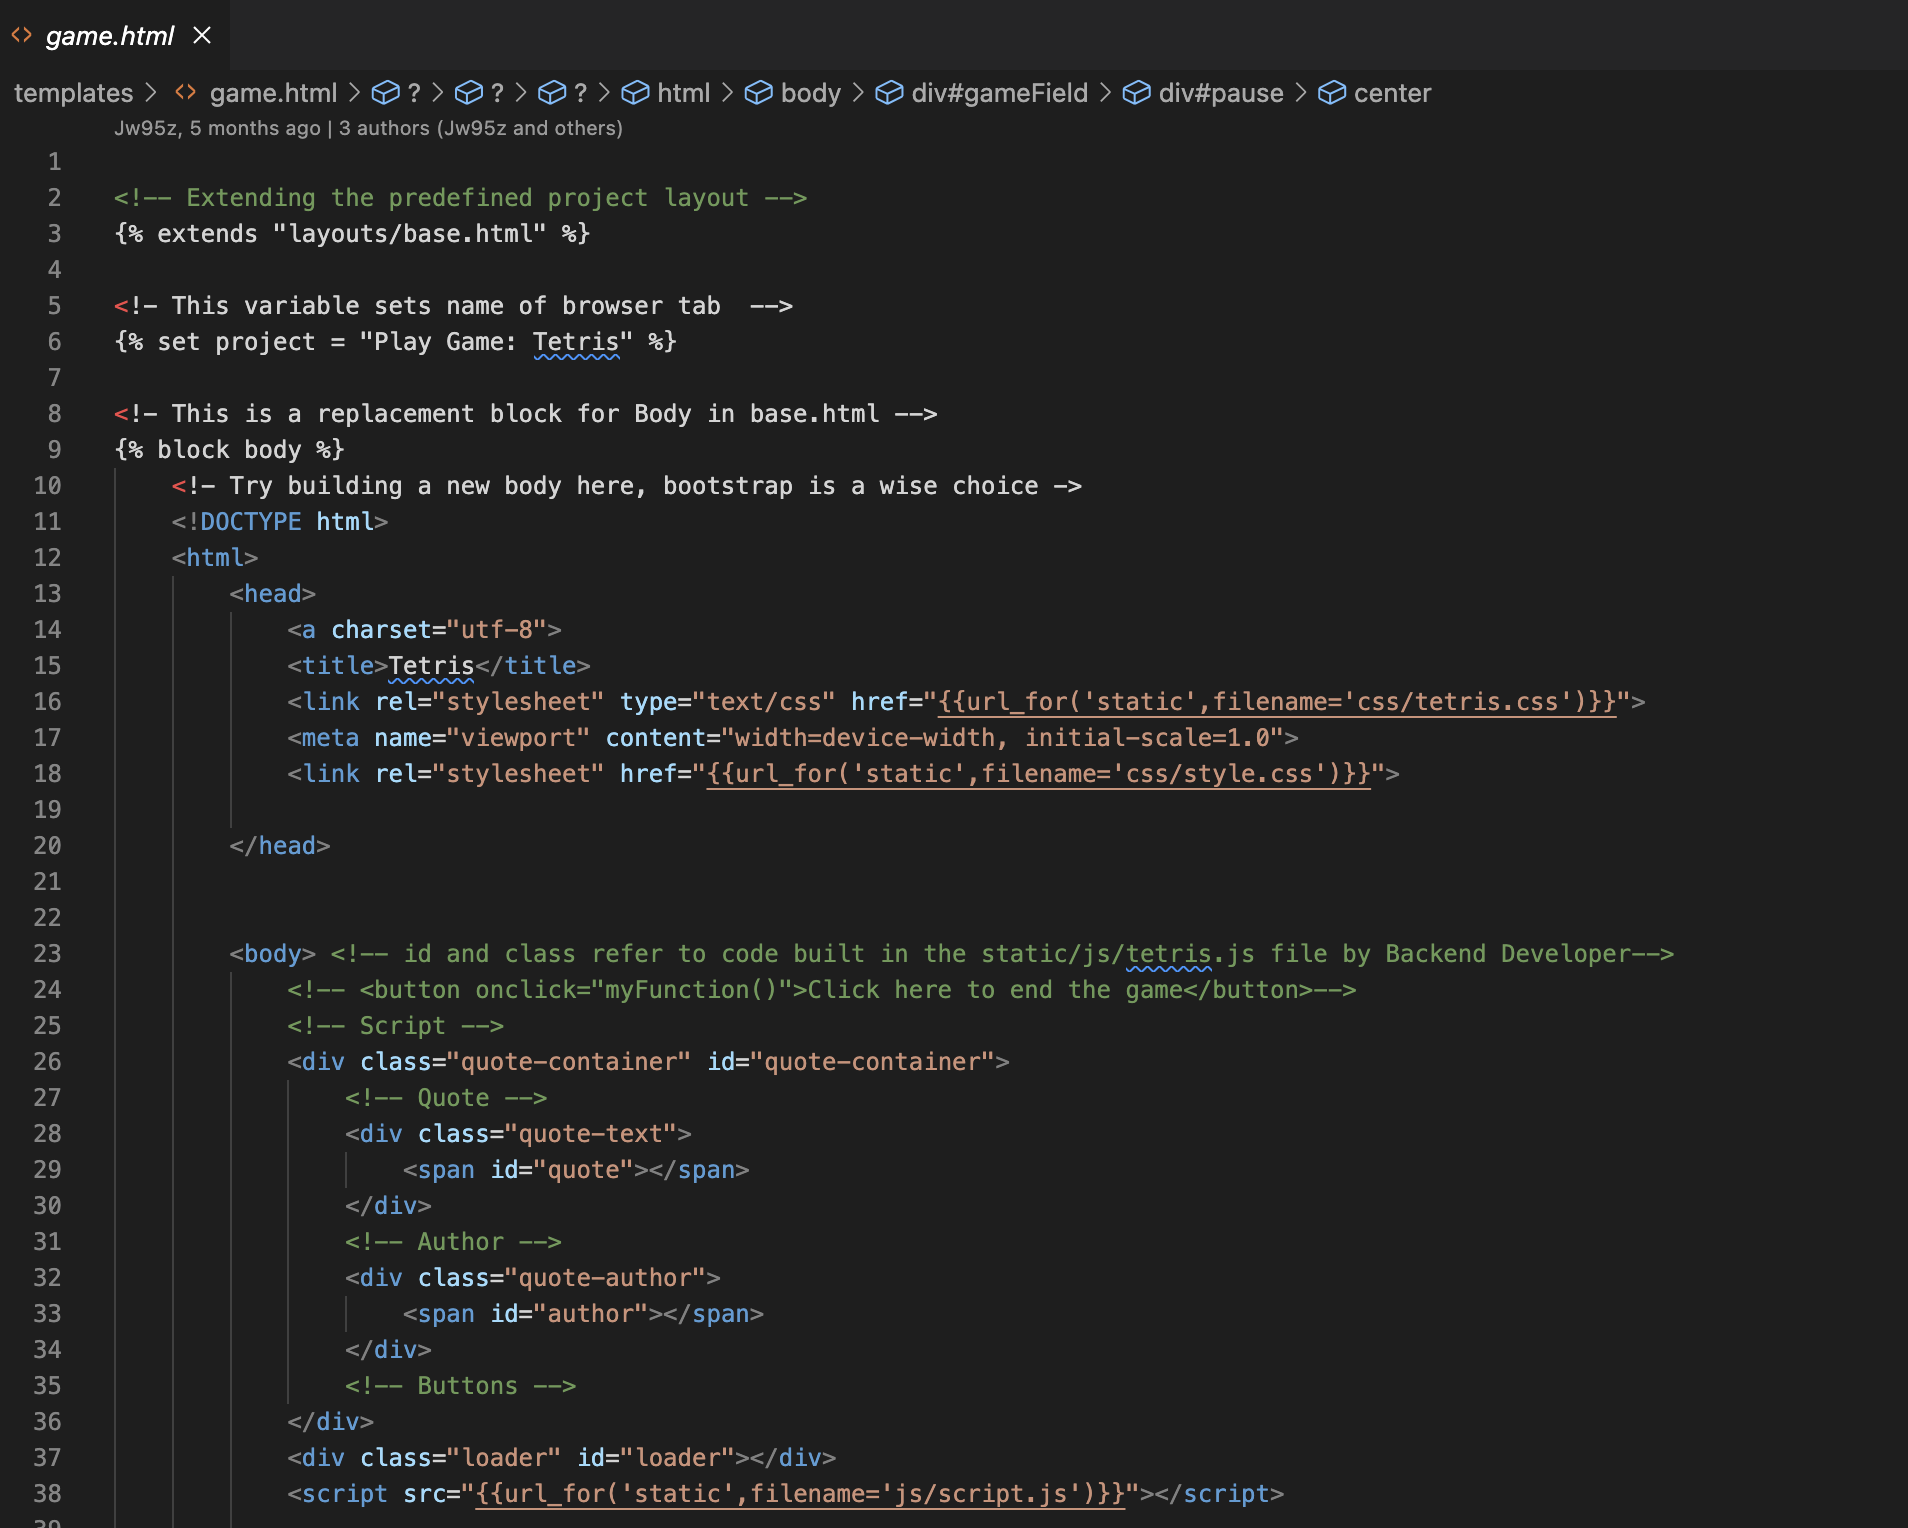 <> game.html ×
templates > <> game.html > ? > ? > ? > html > body > div#gameField > div#pause > center
Jw95z, 5 months ago | 3 authors (Jw95z and others)
1
2 <!-- Extending the predefined project layout -->
3 {% extends "layouts/base.html" %}
4
5 <!— This variable sets name of browser tab  -->
6 {% set project = "Play Game: Tetris" %}
7
8 <!— This is a replacement block for Body in base.html -->
9 {% block body %}
10     <!— Try building a new body here, bootstrap is a wise choice —>
11     <!DOCTYPE html>
12     <html>
13         <head>
14             <a charset="utf-8">
15             <title>Tetris</title>
16             <link rel="stylesheet" type="text/css" href="{{url_for('static',filename='css/tetris.css')}}">
17             <meta name="viewport" content="width=device-width, initial-scale=1.0">
18             <link rel="stylesheet" href="{{url_for('static',filename='css/style.css')}}">
19
20         </head>
21
22
23         <body> <!-- id and class refer to code built in the static/js/tetris.js file by Backend Developer-->
24             <!-- <button onclick="myFunction()">Click here to end the game</button>-->
25             <!-- Script -->
26             <div class="quote-container" id="quote-container">
27                 <!-- Quote -->
28                 <div class="quote-text">
29                     <span id="quote"></span>
30                 </div>
31                 <!-- Author -->
32                 <div class="quote-author">
33                     <span id="author"></span>
34                 </div>
35                 <!-- Buttons -->
36             </div>
37             <div class="loader" id="loader"></div>
38             <script src="{{url_for('static',filename='js/script.js')}}"></script>
39